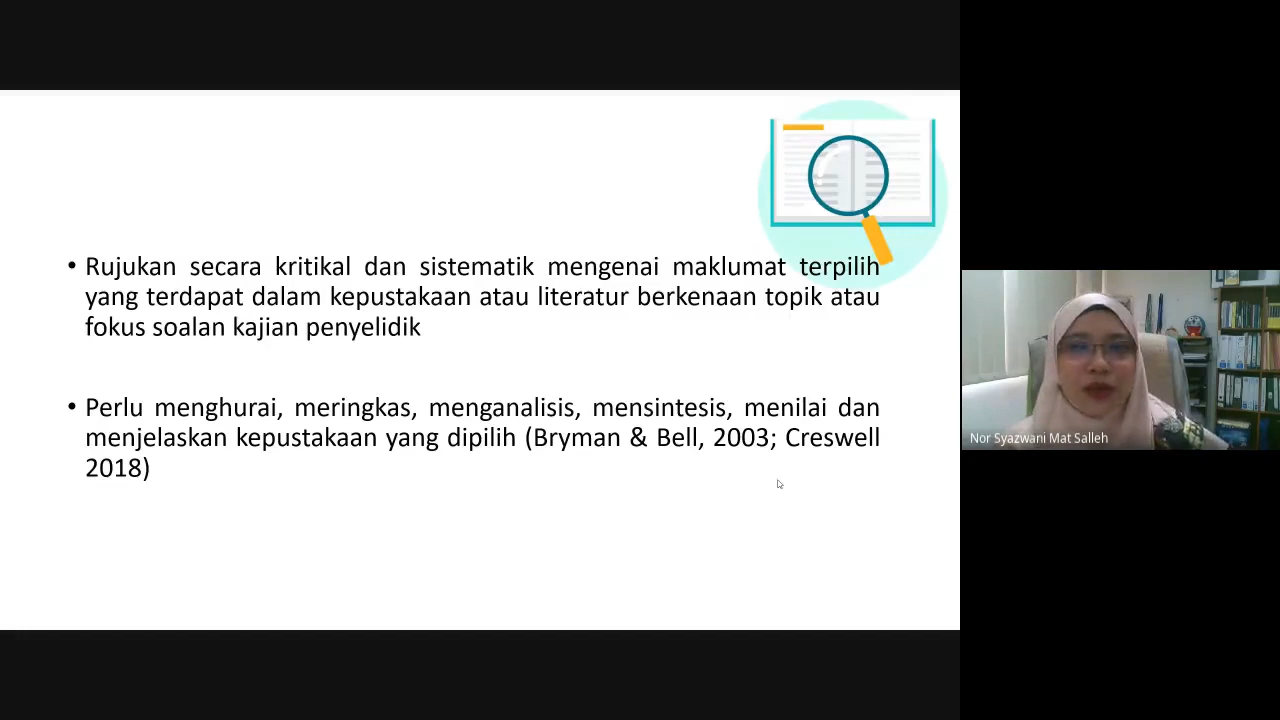 • Rujukan secara kritikal dan sistematik mengenai maklumat terpilih
yang terdapat dalam kepustakaan atau literatur berkenaan topik atau
fokus soalan kajian penyelidik
• Perlu menghurai, meringkas, menganalisis, mensintesis, menilai dan
menjelaskan kepustakaan yang dipilih (Bryman & Bell, 2003; Creswell
2018)
Nor Syazwani Mat Salleh